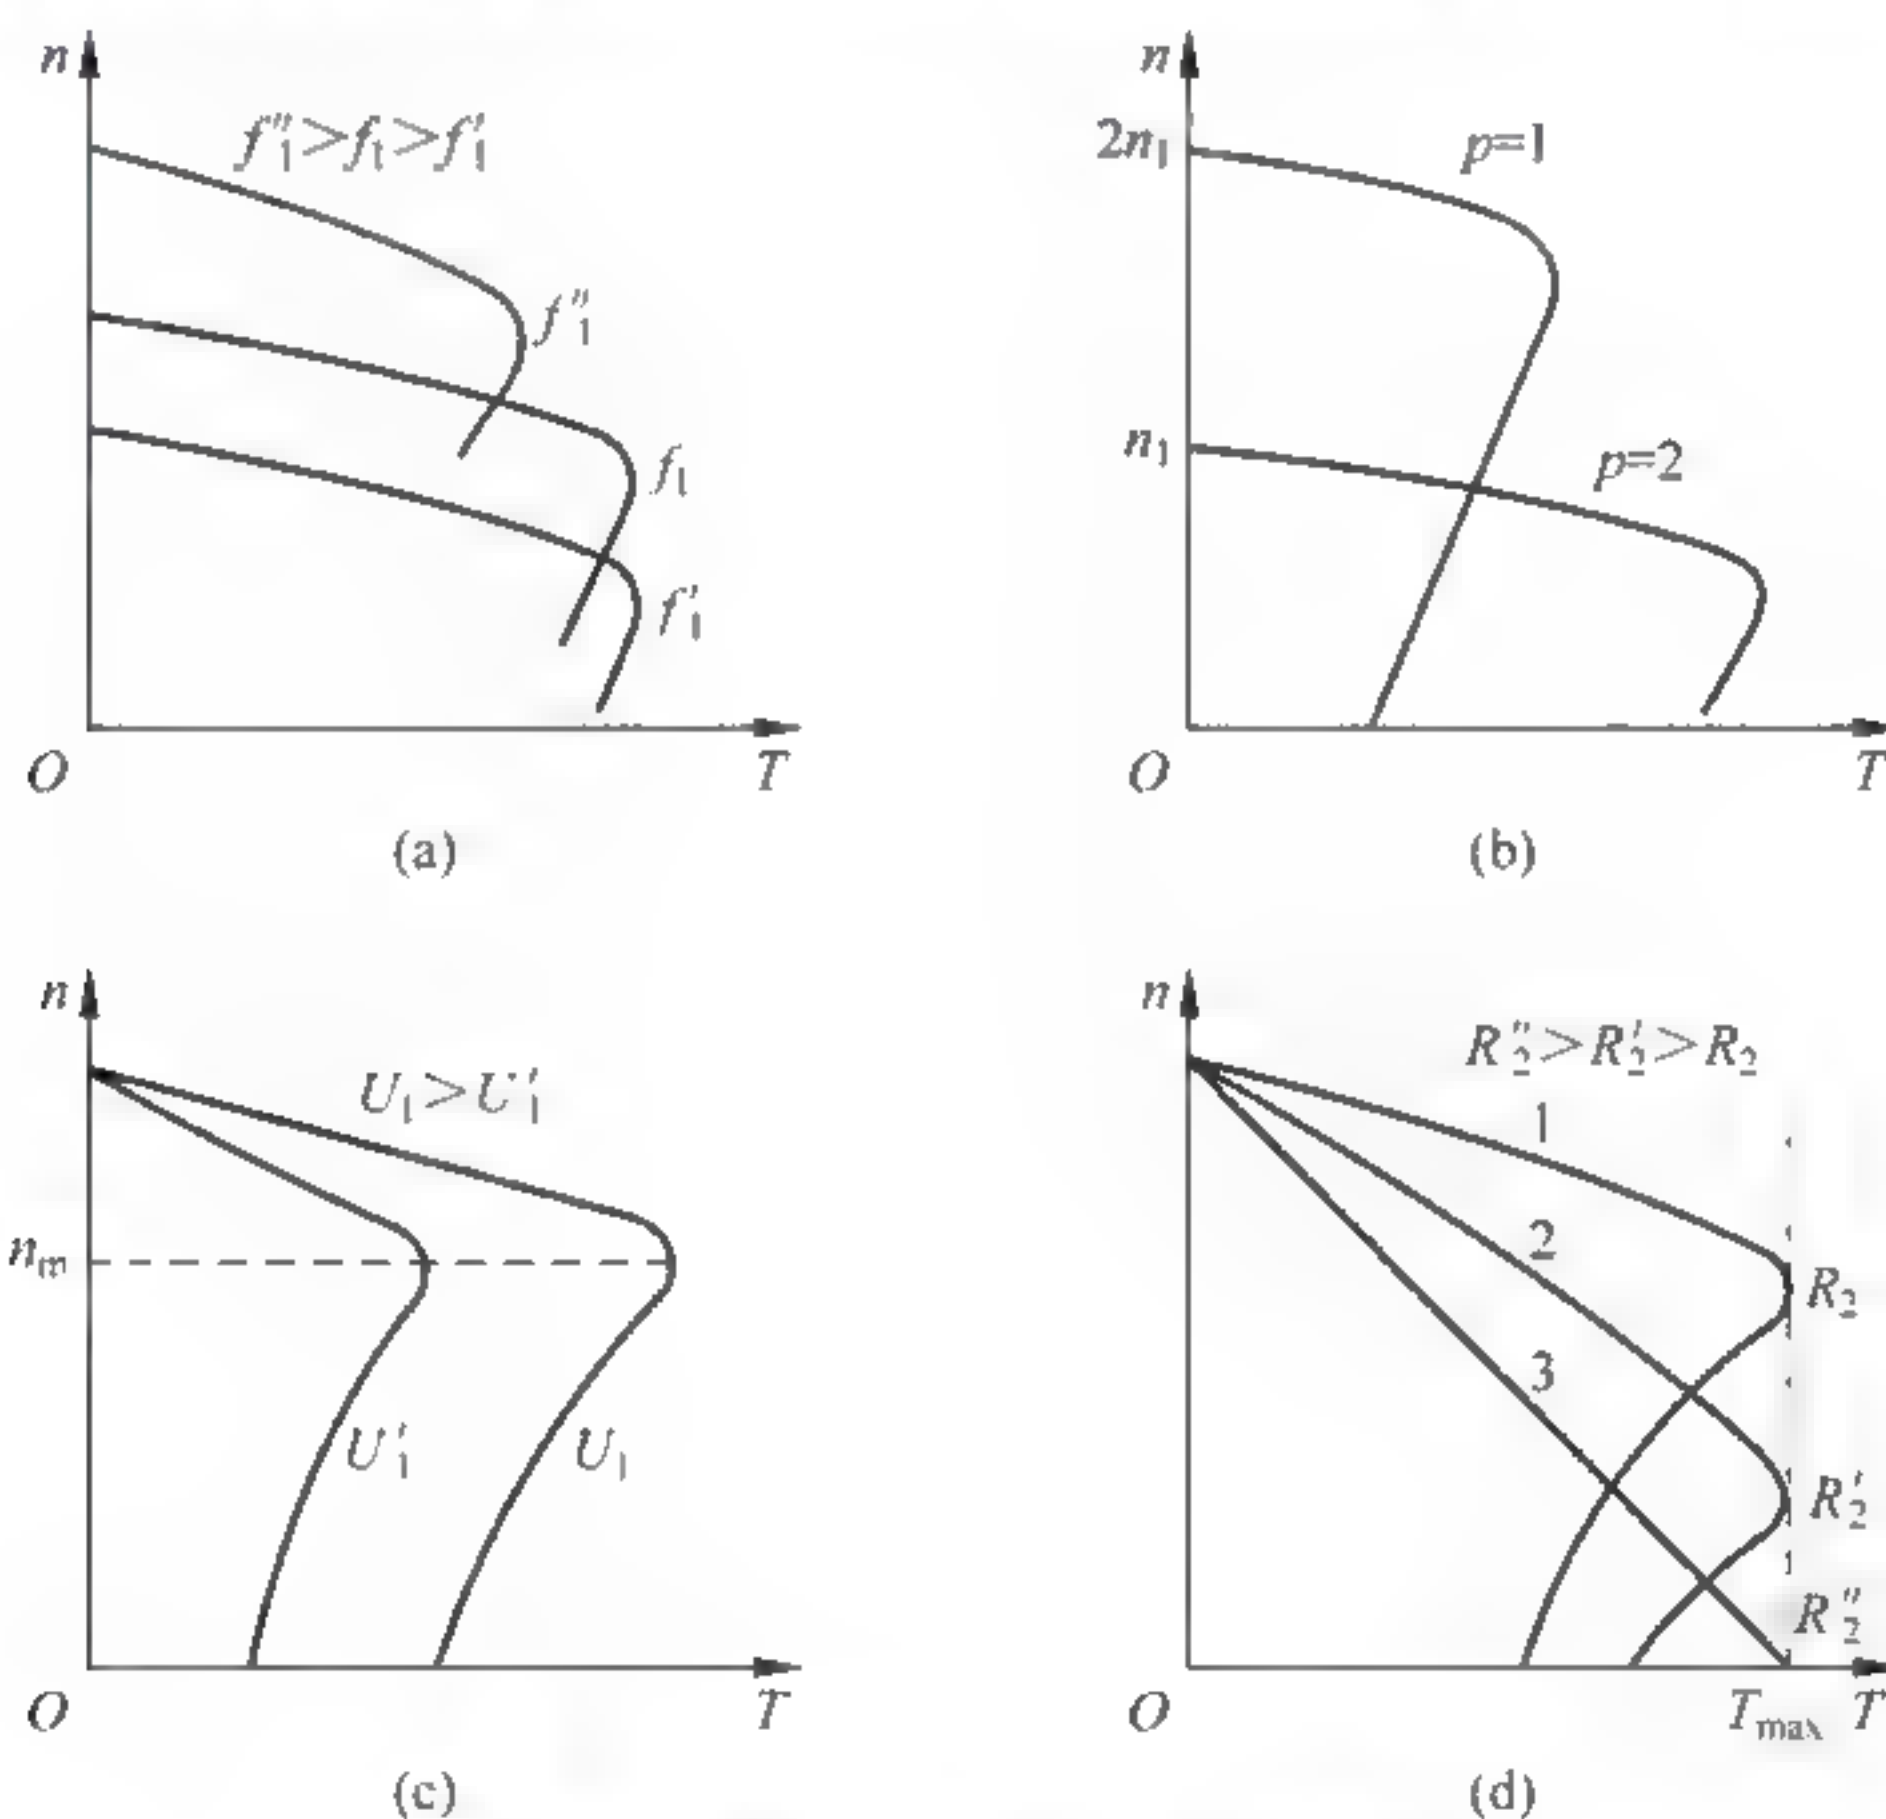 n
f″₁>f₁>f′₁
f″₁
f₁
f′₁
O
T
(a)
n
2n₁
p=1
n₁
p=2
O
T
(b)
n
U₁>U′₁
nₘ
U′₁
U₁
O
T
(c)
n
R″₂>R′₂>R₂
1
2
R₂
3
R′₂
R″₂
O
Tmax
T
(d)